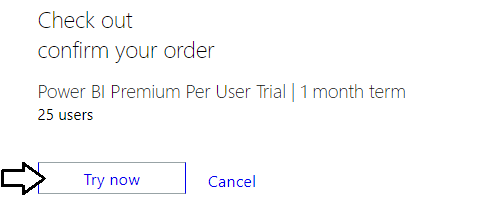 Check out
confirm your order
Power BI Premium Per User Trial | 1 month term
25 users
Try now
Cancel